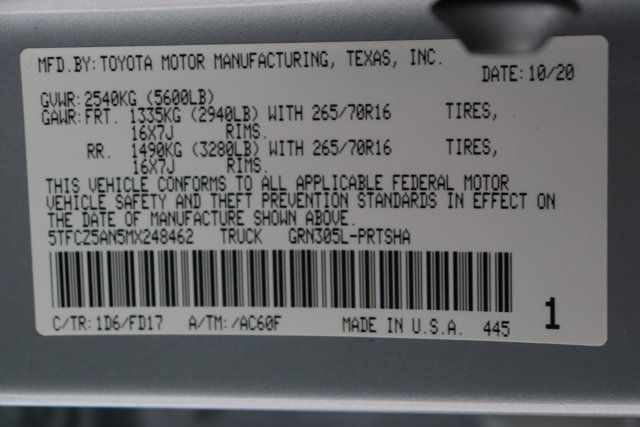 MFD.BY: TOYOTA MOTOR MANUFACTURING, TEXAS, INC.
DATE: 10/20
GVWR: 2540KG (5600LB)
GAWR: FRT. 1335KG (2940LB) WITH 265/70R16 TIRES,
16X7J RIMS.
RR. 1490KG (3280LB) WITH 265/70R16 TIRES,
16X7J RIMS.
THIS VEHICLE CONFORMS TO ALL APPLICABLE FEDERAL MOTOR
VEHICLE SAFETY AND THEFT PREVENTION STANDARDS IN EFFECT ON
THE DATE OF MANUFACTURE SHOWN ABOVE.
5TFCZ5AN5MX248462 TRUCK GRN305L-PRTSHA
C/TR: 1D6/FD17 A/TM: /AC60F MADE IN U.S.A. 445 1